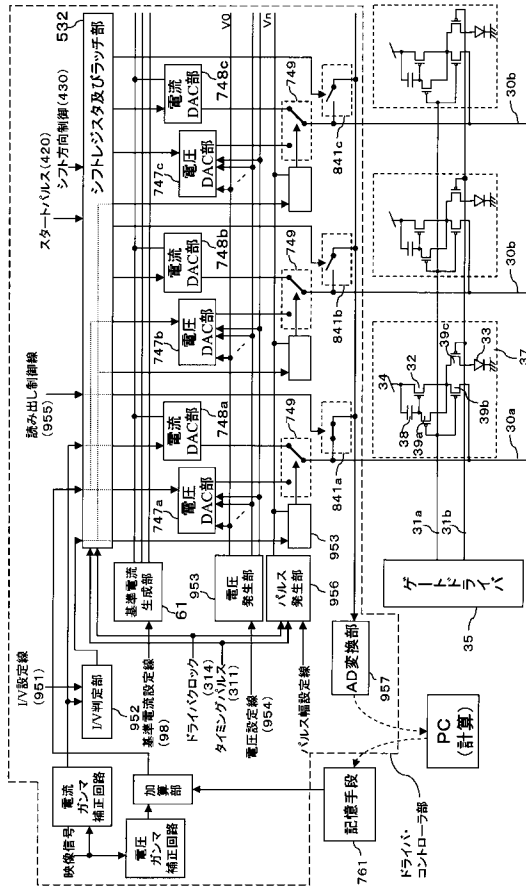 スタートパルス(420)
シフト方向制御(430)
532
シフトレジスタ及びラッチ部
読み出し制御線
(955)
I/V設定線
(951)
I/V判定部
952
電流ガンマ
補正回路
映像信号
電圧
ガンマ
補正回路
加算部
基準電流設定線
(98)
基準電流
生成部
61
ドライバクロック
(314)
タイミングパルス
(311)
電圧設定線
(954)
953
電圧
発生部
パルス
発生部
956
パルス幅設定線
953
電流
DAC部
748a
747a
電圧
DAC部
749
841a
電流
DAC部
748b
747b
電圧
DAC部
749
841b
電流
DAC部
748c
747c
電圧
DAC部
749
841c
V0
Vn
AD変換部
957
PC
(計算)
記憶手段
761
ドライバ・
コントローラ部
ゲードドライバ
35
31a
31b
34
38
32
39a
39b
39c
33
37
30a
30b
30b